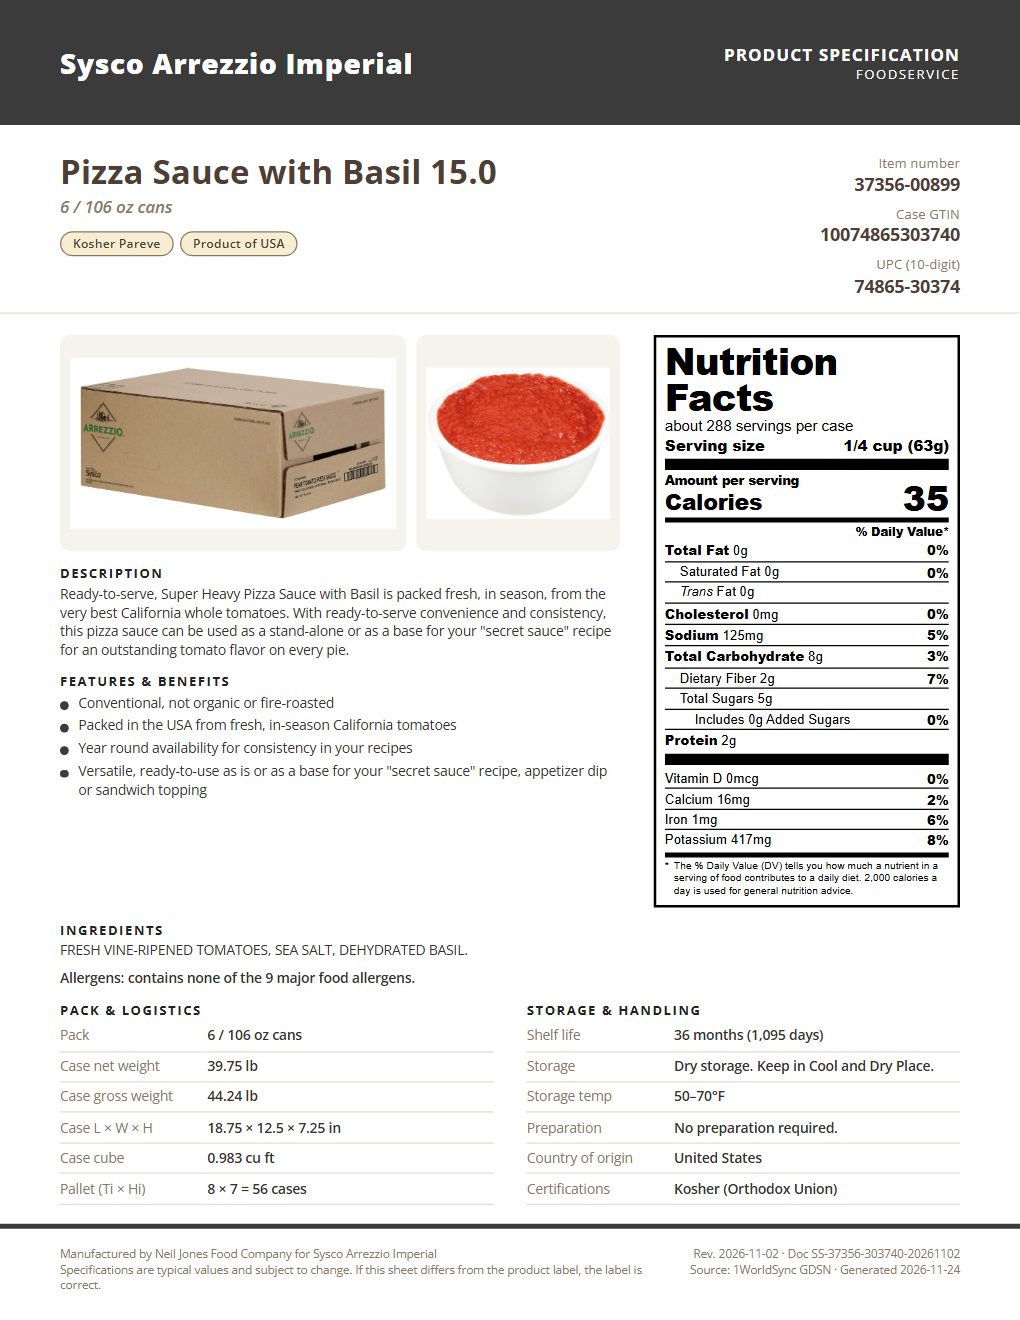 Sysco Arrezzio Imperial
PRODUCT SPECIFICATION
FOODSERVICE
Pizza Sauce with Basil 15.0
6 / 106 oz cans
Kosher Pareve
Product of USA
Item number
37356-00899
Case GTIN
10074865303740
UPC (10-digit)
74865-30374
ARREZZIO
Sysco
ARREZZIO
PEAR TOMATO PIZZA SAUCE
DESCRIPTION
Ready-to-serve, Super Heavy Pizza Sauce with Basil is packed fresh, in season, from the
very best California whole tomatoes. With ready-to-serve convenience and consistency,
this pizza sauce can be used as a stand-alone or as a base for your "secret sauce" recipe
for an outstanding tomato flavor on every pie.
FEATURES & BENEFITS
Conventional, not organic or fire-roasted
Packed in the USA from fresh, in-season California tomatoes
Year round availability for consistency in your recipes
Versatile, ready-to-use as is or as a base for your "secret sauce" recipe, appetizer dip
or sandwich topping
Nutrition
Facts
about 288 servings per case
Serving size 1/4 cup (63g)
Amount per serving
Calories 35
% Daily Value*
Total Fat 0g 0%
Saturated Fat 0g 0%
Trans Fat 0g
Cholesterol 0mg 0%
Sodium 125mg 5%
Total Carbohydrate 8g 3%
Dietary Fiber 2g 7%
Total Sugars 5g
Includes 0g Added Sugars 0%
Protein 2g
Vitamin D 0mcg 0%
Calcium 16mg 2%
Iron 1mg 6%
Potassium 417mg 8%
* The % Daily Value (DV) tells you how much a nutrient in a
serving of food contributes to a daily diet. 2,000 calories a
day is used for general nutrition advice.
INGREDIENTS
FRESH VINE-RIPENED TOMATOES, SEA SALT, DEHYDRATED BASIL.
Allergens: contains none of the 9 major food allergens.
PACK & LOGISTICS
Pack 6 / 106 oz cans
Case net weight 39.75 lb
Case gross weight 44.24 lb
Case L × W × H 18.75 × 12.5 × 7.25 in
Case cube 0.983 cu ft
Pallet (Ti × Hi) 8 × 7 = 56 cases
STORAGE & HANDLING
Shelf life 36 months (1,095 days)
Storage Dry storage. Keep in Cool and Dry Place.
Storage temp 50–70°F
Preparation No preparation required.
Country of origin United States
Certifications Kosher (Orthodox Union)
Manufactured by Neil Jones Food Company for Sysco Arrezzio Imperial
Specifications are typical values and subject to change. If this sheet differs from the product label, the label is
correct.
Rev. 2026-11-02 · Doc SS-37356-303740-20261102
Source: 1WorldSync GDSN · Generated 2026-11-24